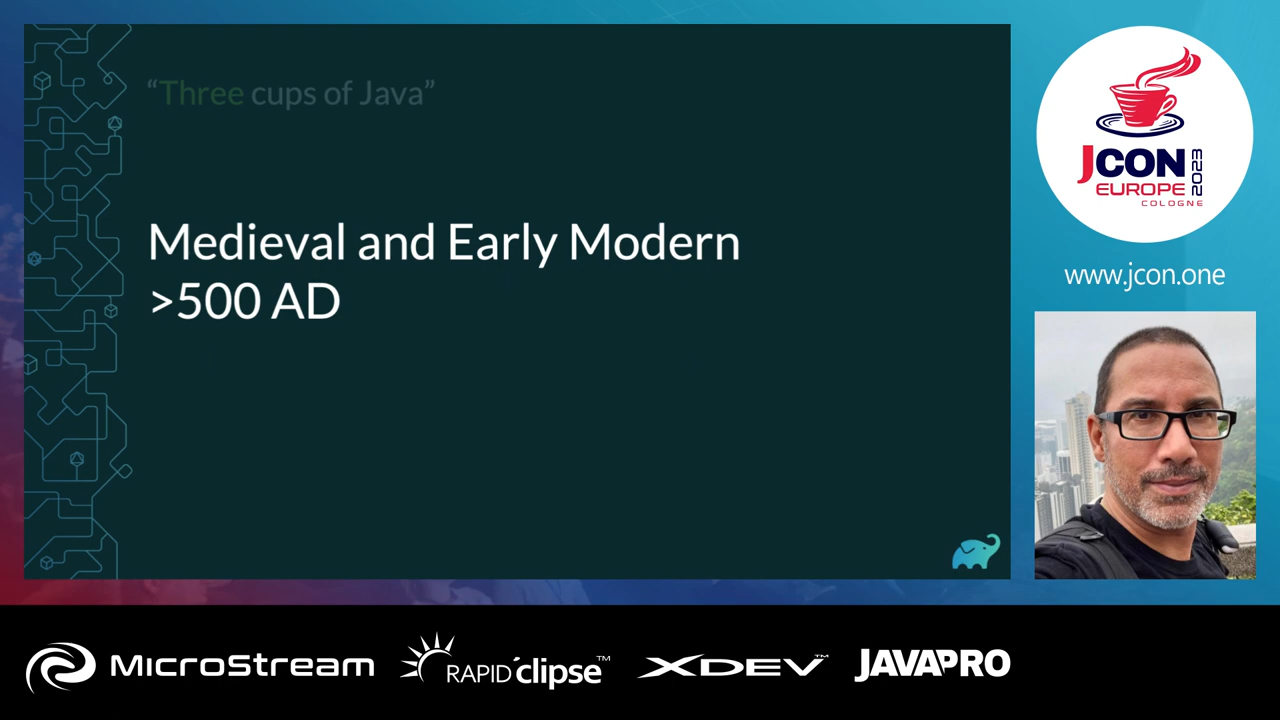 “Three cups of Java”
Medieval and Early Modern
>500 AD
JCON
EUROPE
2023
COLOGNE
www.jcon.one
MICROSTREAM
RAPID clipse™
XDEV™
JAVAPRO